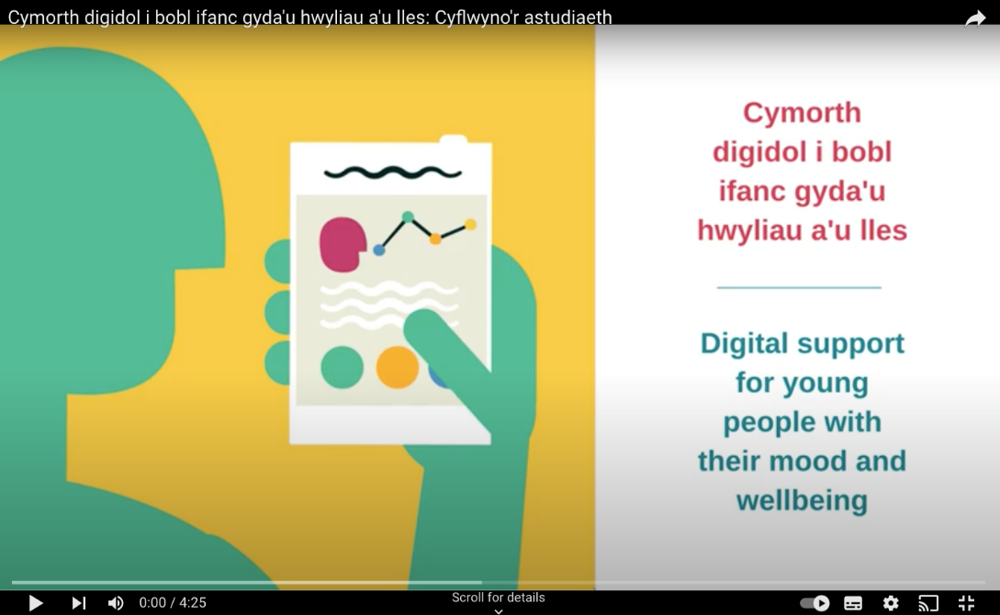 Cymorth digidol i bobl ifanc gyda'u hwyliau a'u lles: Cyflwyno'r astudiaeth
Cymorth
digidol i bobl
ifanc gyda'u
hwyliau a'u lles
Digital support
for young
people with
their mood and
wellbeing
0:00 / 4:25
Scroll for details